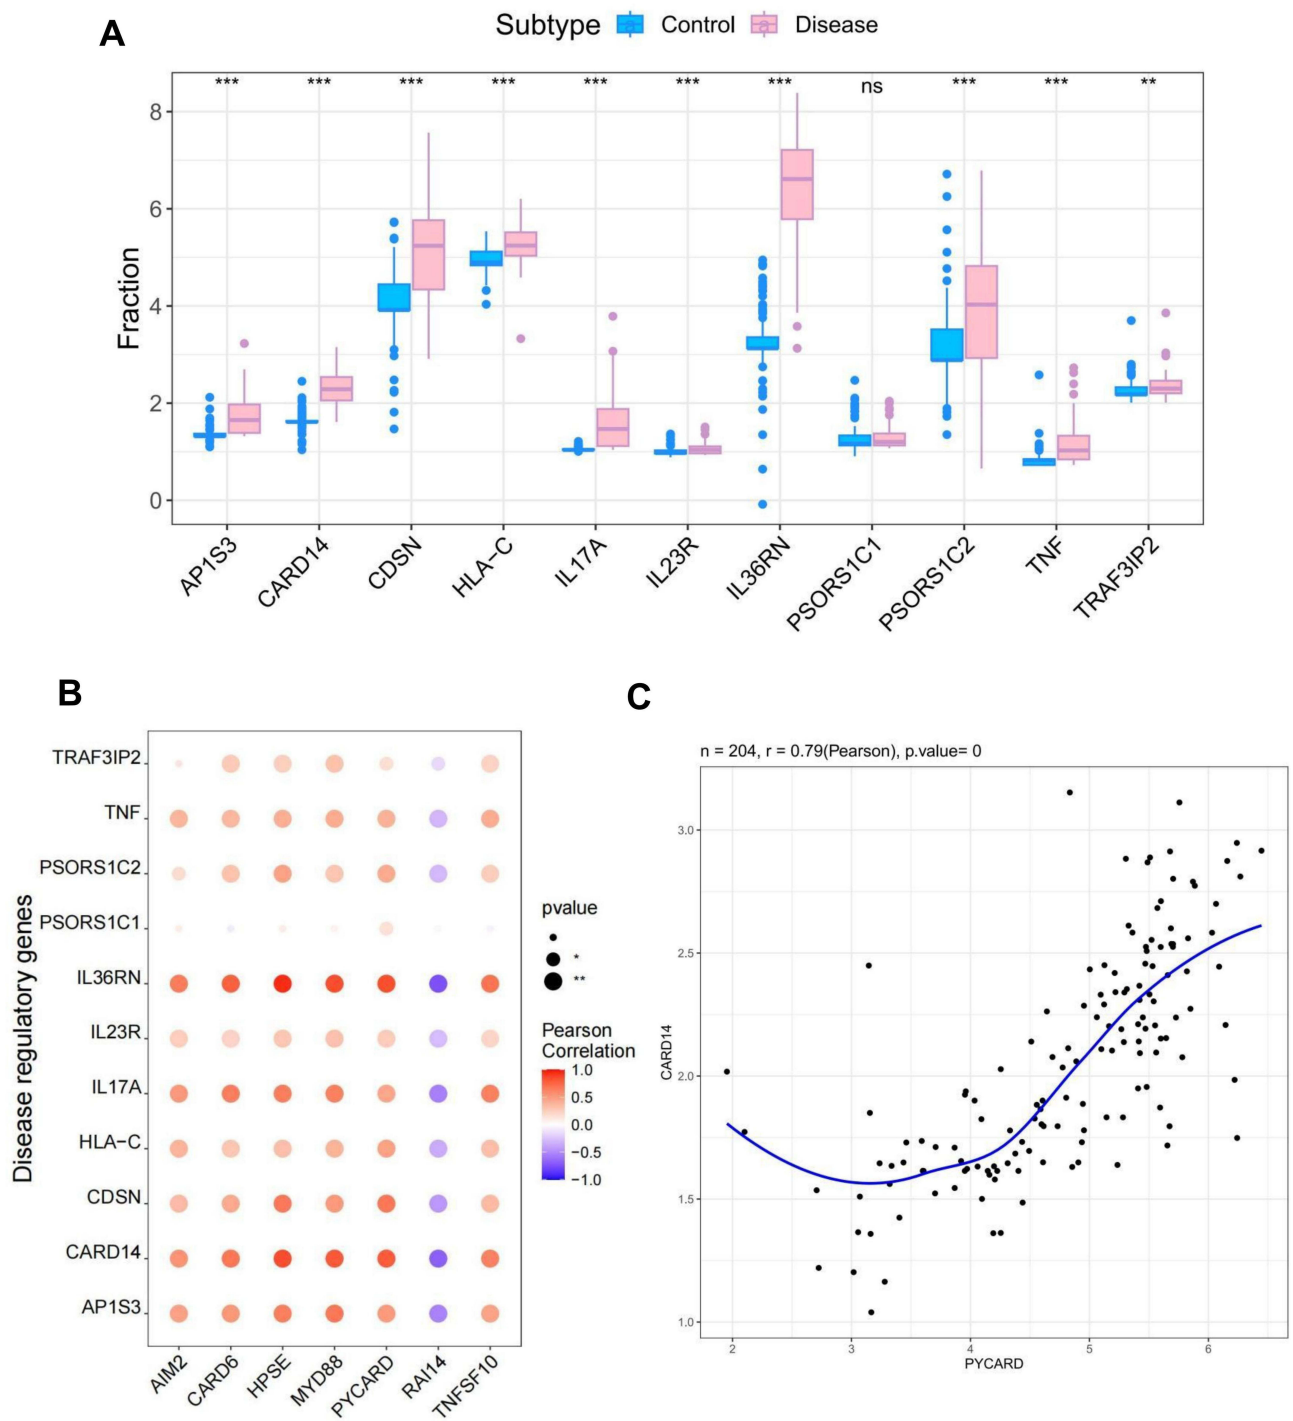 A
Subtype Control Disease
*** *** *** *** *** *** *** ns *** *** **
8
6
4
2
0
Fraction
AP1S3 CARD14 CDSN HLA−C IL17A IL23R IL36RN PSORS1C1 PSORS1C2 TNF TRAF3IP2
B
Disease regulatory genes
TRAF3IP2
TNF
PSORS1C2
PSORS1C1
IL36RN
IL23R
IL17A
HLA−C
CDSN
CARD14
AP1S3
AIM2 CARD6 HPSE MYD88 PYCARD RAI14 TNFSF10
pvalue
*
**
Pearson
Correlation
1.0
0.5
0.0
−0.5
−1.0
C
n = 204, r = 0.79(Pearson), p.value= 0
CARD14
3.0
2.5
2.0
1.5
1.0
2 3 4 5 6
PYCARD